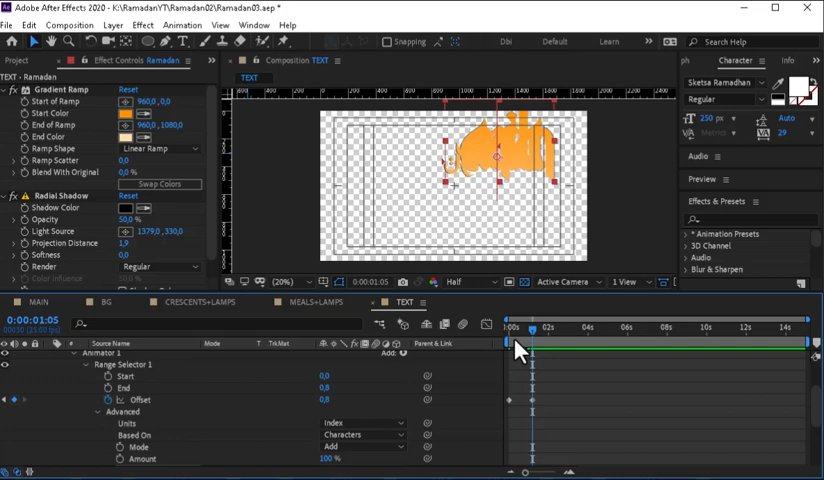 Adobe After Effects 2020 - K:\RamadanYT\Ramadan02\Ramadan03.aep *
File Edit Composition Layer Effect Animation View Window Help
Snapping Dbi Default Learn Search Help
Project Effect Controls Ramadan Composition TEXT Character Info
TEXT - Ramadan
TEXT
Gradient Ramp Reset
Start of Ramp 960,0,0,0
Start Color
End of Ramp 960,0,1080,0
End Color
Ramp Shape Linear Ramp
Ramp Scatter 0,0
Blend With Original 0,0 %
Swap Colors
Radial Shadow Reset
Shadow Color
Opacity 50,0 %
Light Source 1379,0,330,0
Projection Distance 1,9
Softness 0,0
Render Regular
Color Influence
Sketsa Ramadhan
Regular
250 px Auto
Metrics 29
Audio
Preview
Effects & Presets
* Animation Presets
3D Channel
Audio
Blur & Sharpen
(20%) 0:00:01:05 Half Active Camera 1 View
MAIN BG CRESCENTS+LAMPS MEALS+LAMPS TEXT
0:00:01:05
00030 (25.00 fps)
Source Name Mode T TrkMat Parent & Link
02s 04s 06s 08s 10s 12s 14s
Animator 1 Add:
Range Selector 1
Start 0,0
End 0,8
Offset 0,8
Advanced
Units Index
Based On Characters
Mode Add
Amount 100 %